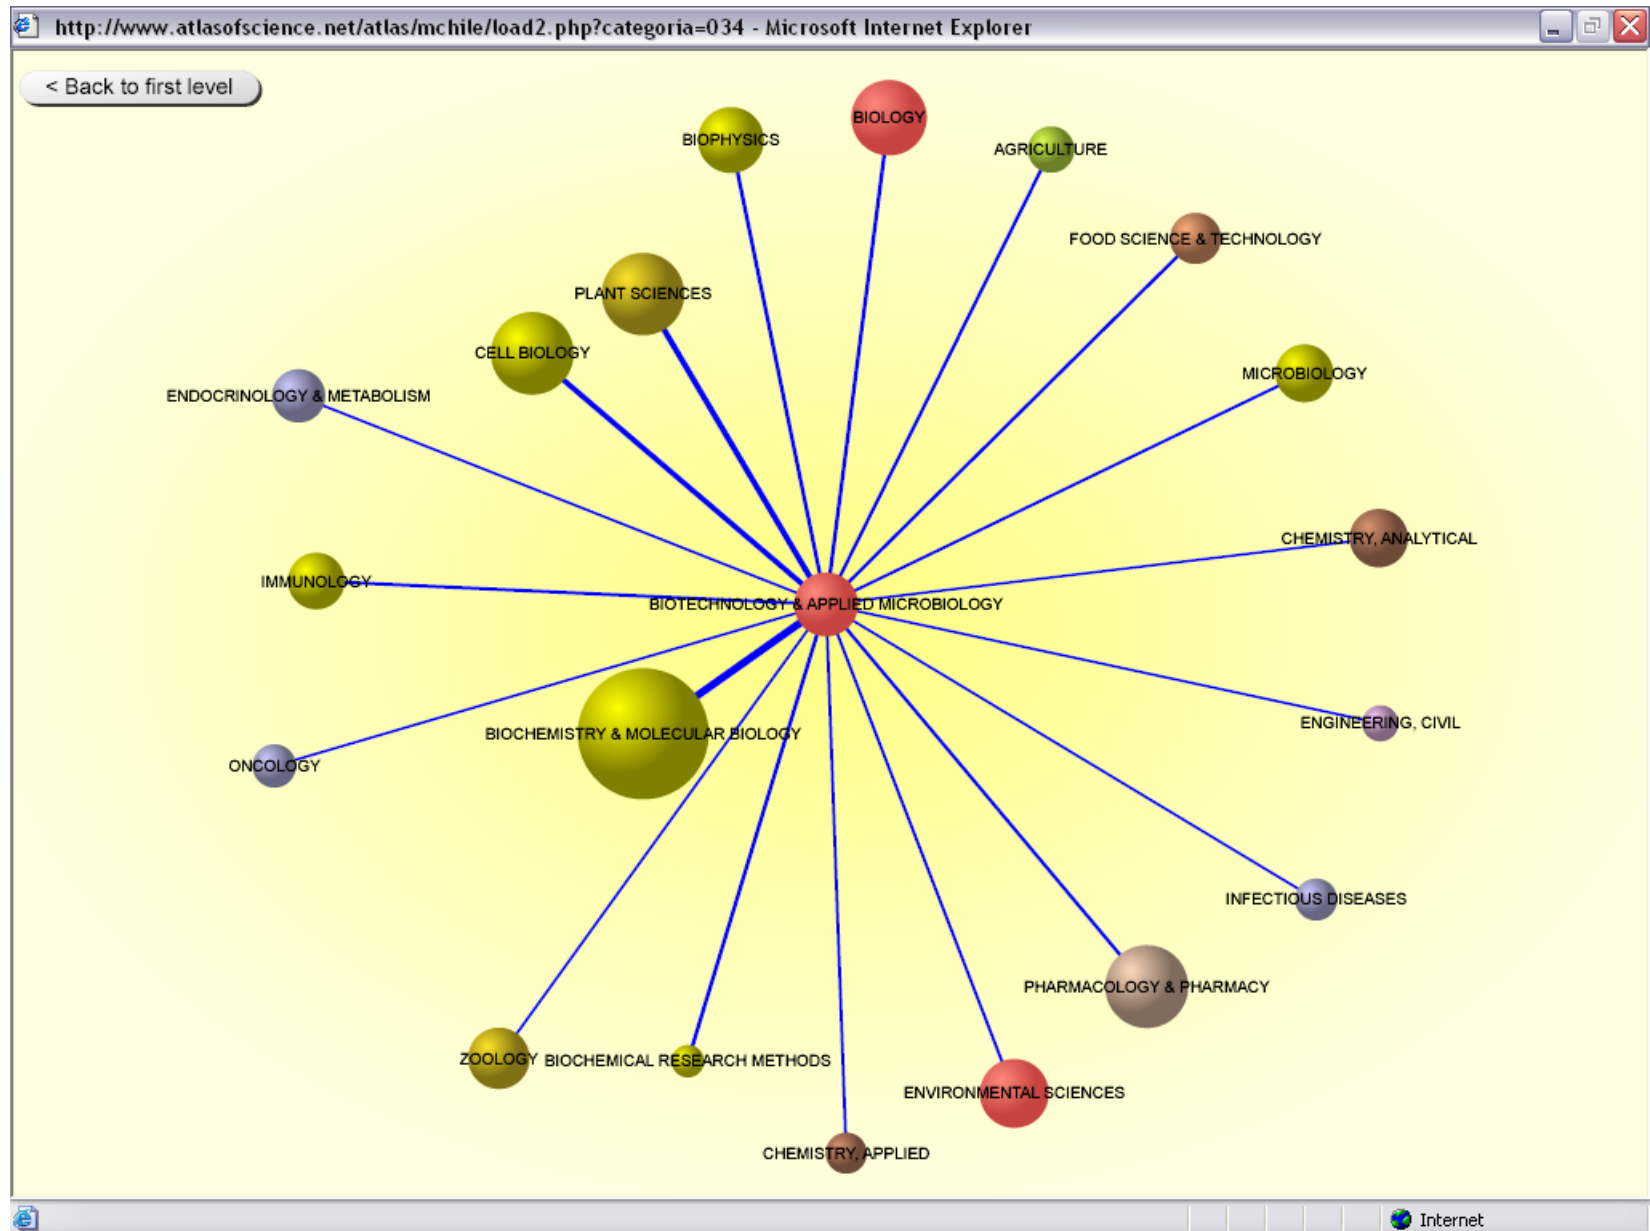 http://www.atlasofscience.net/atlas/mchile/load2.php?categoria=034 - Microsoft Internet Explorer
< Back to first level
BIOLOGY
BIOPHYSICS
AGRICULTURE
FOOD SCIENCE & TECHNOLOGY
PLANT SCIENCES
CELL BIOLOGY
MICROBIOLOGY
ENDOCRINOLOGY & METABOLISM
CHEMISTRY, ANALYTICAL
IMMUNOLOGY
BIOTECHNOLOGY & APPLIED MICROBIOLOGY
ENGINEERING, CIVIL
BIOCHEMISTRY & MOLECULAR BIOLOGY
ONCOLOGY
INFECTIOUS DISEASES
PHARMACOLOGY & PHARMACY
ZOOLOGY
BIOCHEMICAL RESEARCH METHODS
ENVIRONMENTAL SCIENCES
CHEMISTRY, APPLIED
Internet